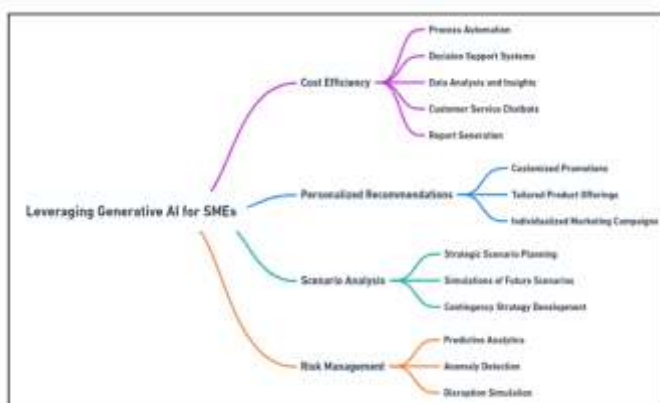 Leveraging Generative AI for SMEs
Cost Efficiency
Process Automation
Decision Support Systems
Data Analysis and Insights
Customer Service Chatbots
Report Generation
Personalized Recommendations
Customized Promotions
Tailored Product Offerings
Individualized Marketing Campaigns
Scenario Analysis
Strategic Scenario Planning
Simulations of Future Scenarios
Contingency Strategy Development
Risk Management
Predictive Analytics
Anomaly Detection
Disruption Simulation